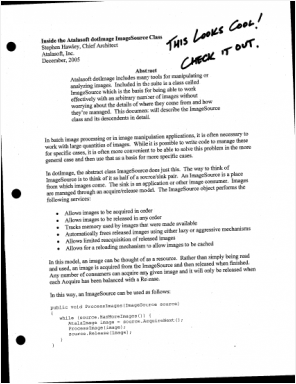 THIS LOOKS COOL!
CHECK IT OUT.
Inside the Atalasoft dotImage ImageSource Class
Stephen Hawley, Chief Architect
Atalasoft, Inc.
December, 2005
Abstract
Atalasoft dotImage includes many tools for manipulating or
analyzing images. Included in the suite is a class called
ImageSource which is the basis for being able to work
effectively with an arbitrary number of images without
worrying about the details of where they come from and how
they're managed. This document will describe the ImageSource
class and its descendents in detail.
In batch image processing or in image manipulation applications, it is often necessary to
work with large quantities of images. While it is possible to write code to manage these
for specific cases, it is often more convenient to be able to solve this problem in the more
general case and then use that as a basis for more specific cases.
In dotImage, the abstract class ImageSource does just this. The way to think of
ImageSource is to think of it as half of a source/sink pair. An ImageSource is a place
from which images come. The sink is an application or other image consumer. Images
are managed through an acquire/release model. The ImageSource object performs the
following services:
• Allows images to be acquired in order
• Allows images to be released in any order
• Tracks memory used by images that were made available
• Automatically frees released images using either lazy or aggressive mechanisms
• Allows limited reacquisition of released images
• Allows for a reloading mechanism to allow images to be cached
In this model, an image can be thought of as a resource. Rather than simply being read
and used, an image is acquired from the ImageSource and then released when finished.
Any number of consumers can acquire any given image and it will only be released when
each Acquire has been balanced with a Release.
In this way, an ImageSource can be used as follows:
public void ProcessImages(ImageSource source)
{
while (source.HasMoreImages()) {
AtalaImage image = source.AcquireNext();
ProcessImage(image);
source.Release(image);
}